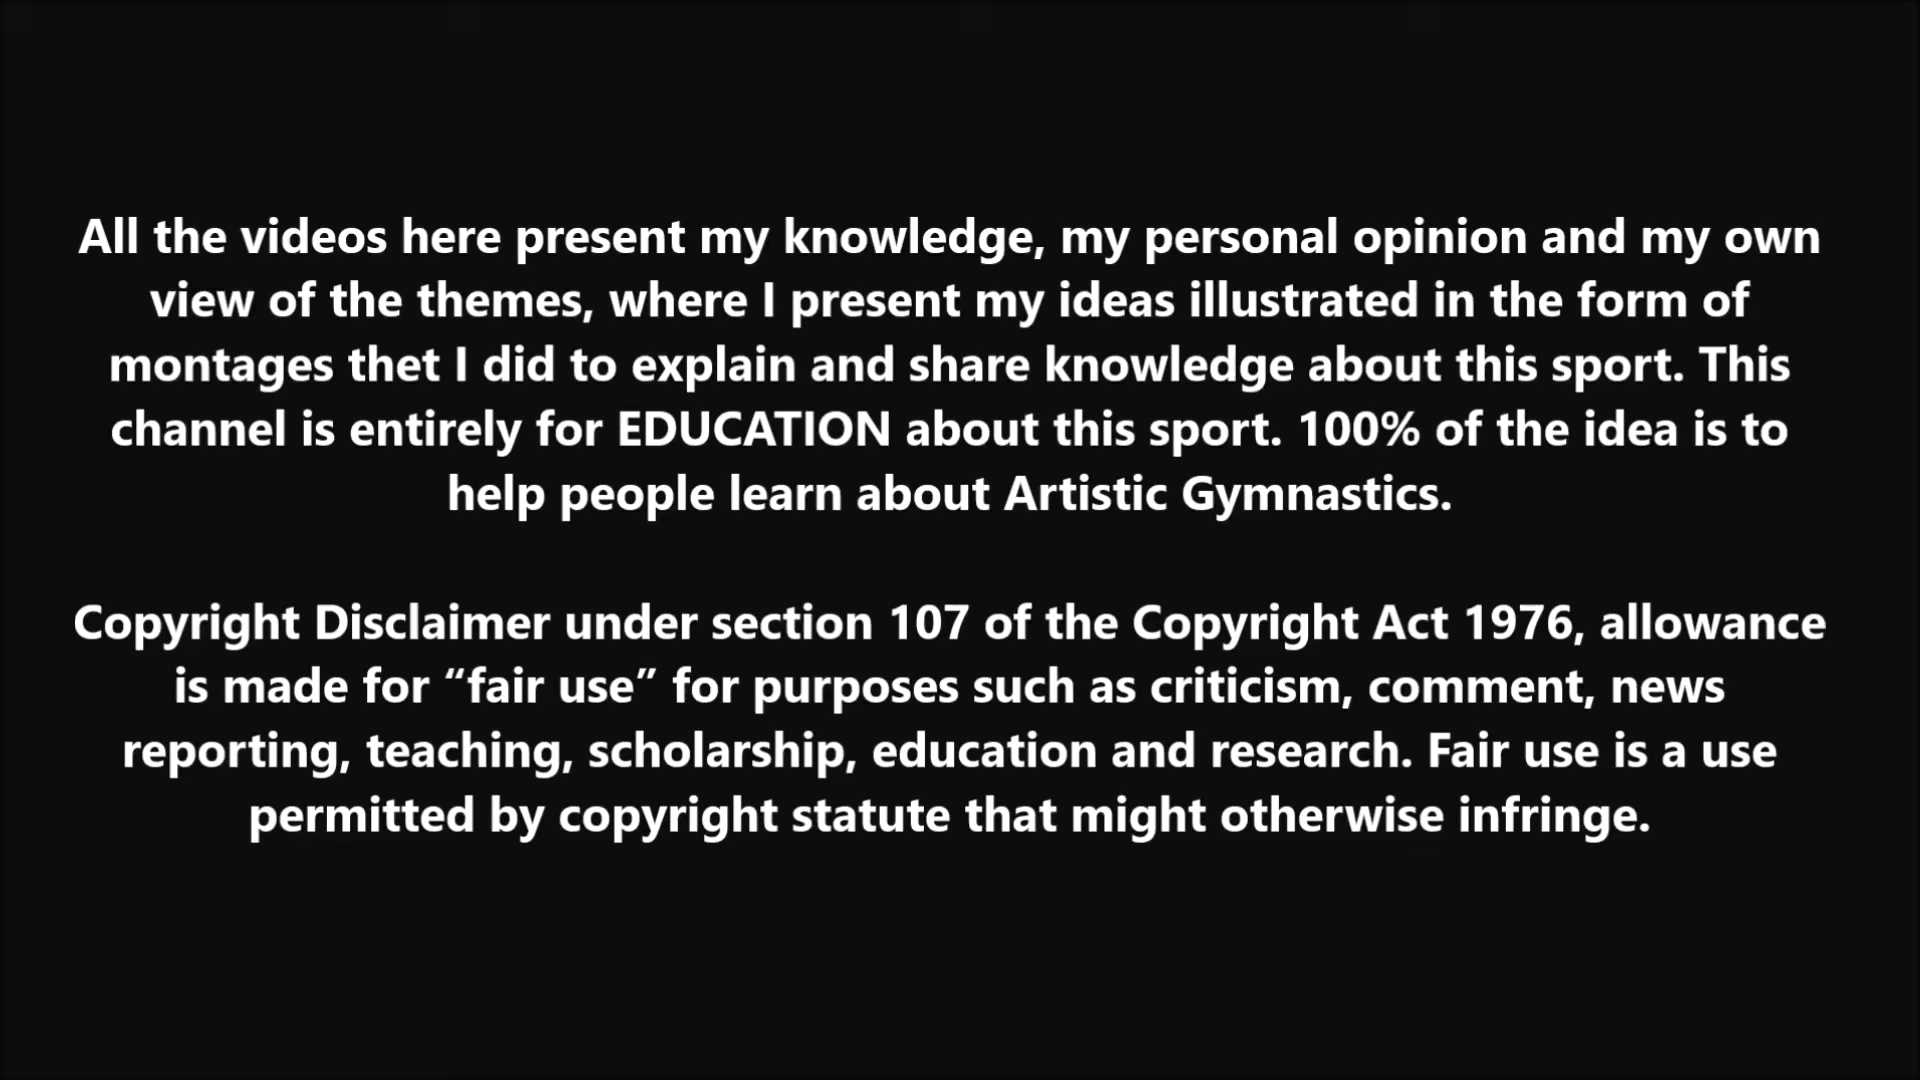 All the videos here present my knowledge, my personal opinion and my own
view of the themes, where I present my ideas illustrated in the form of
montages thet I did to explain and share knowledge about this sport. This
channel is entirely for EDUCATION about this sport. 100% of the idea is to
help people learn about Artistic Gymnastics.
Copyright Disclaimer under section 107 of the Copyright Act 1976, allowance
is made for “fair use” for purposes such as criticism, comment, news
reporting, teaching, scholarship, education and research. Fair use is a use
permitted by copyright statute that might otherwise infringe.